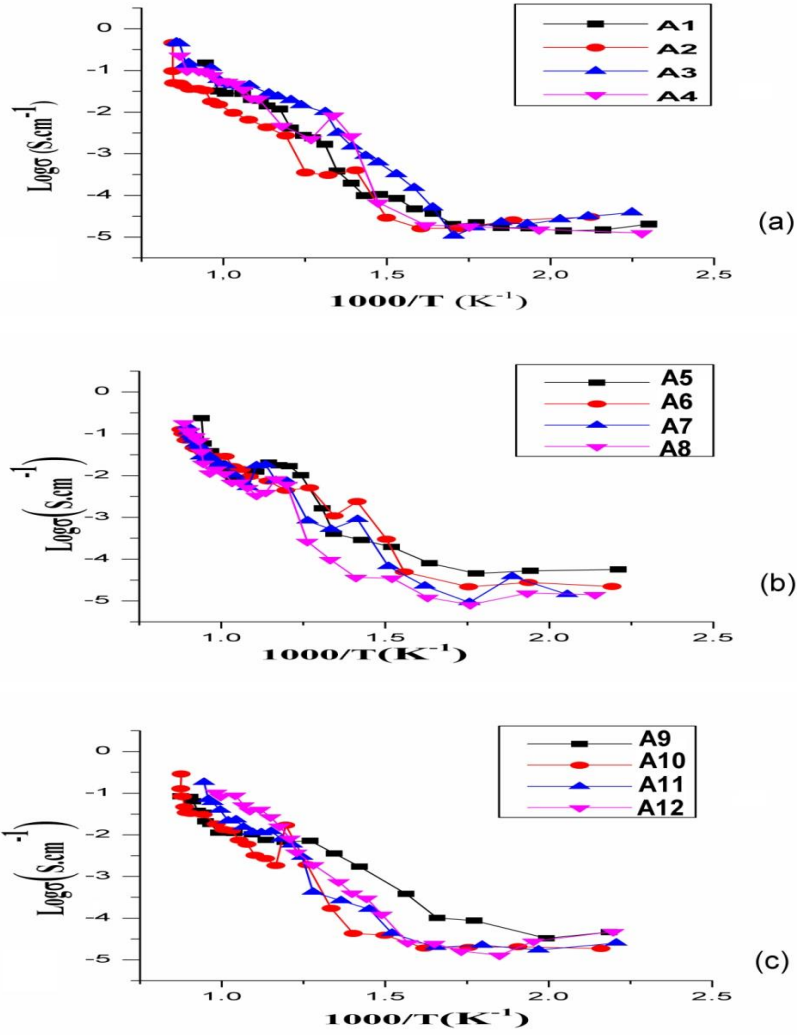 0
-1
-2
-3
-4
-5
Logσ (S.cm⁻¹)
A1
A2
A3
A4
1,0
1,5
2,0
2,5
1000/T (K⁻¹)
(a)
0
-1
-2
-3
-4
-5
Logσ(S.cm⁻¹)
A5
A6
A7
A8
1.0
1.5
2.0
2.5
1000/T(K⁻¹)
(b)
0
-1
-2
-3
-4
-5
Logσ(S.cm⁻¹)
A9
A10
A11
A12
1.0
1.5
2.0
2.5
1000/T(K⁻¹)
(c)